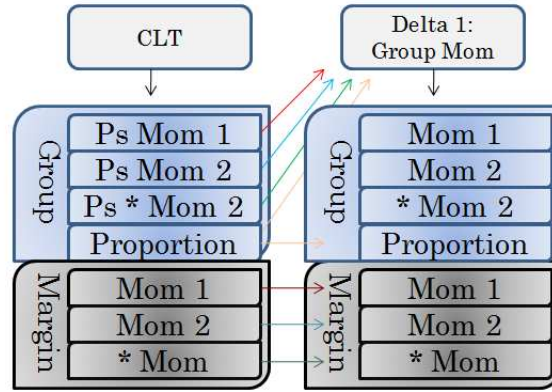 CLT
Delta 1:
Group Mom
Group
Ps Mom 1
Ps Mom 2
Ps * Mom 2
Proportion
Margin
Mom 1
Mom 2
* Mom
Group
Mom 1
Mom 2
* Mom 2
Proportion
Margin
Mom 1
Mom 2
* Mom